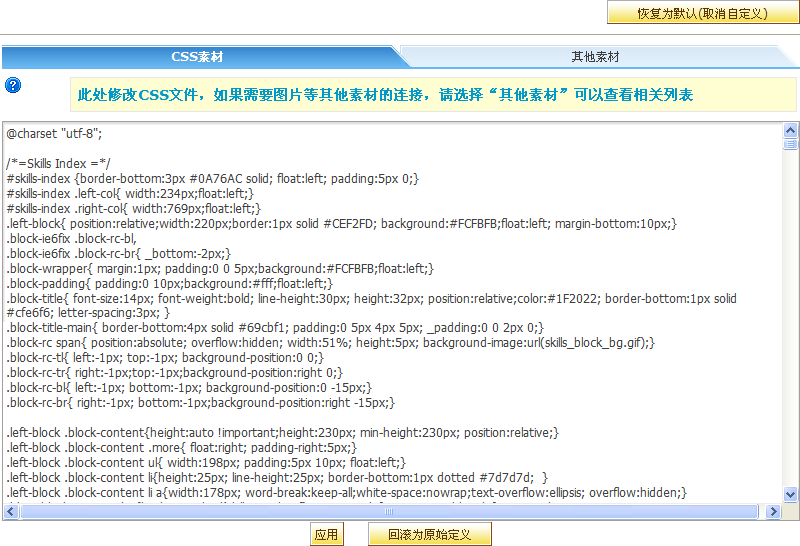 恢复为默认(取消自定义)
CSS素材
其他素材
此处修改CSS文件，如果需要图片等其他素材的连接，请选择“其他素材”可以查看相关列表
@charset "utf-8";
/*=Skills Index =*/
#skills-index {border-bottom:3px #0A76AC solid; float:left; padding:5px 0;}
#skills-index .left-col{ width:234px;float:left;}
#skills-index .right-col{ width:769px;float:left;}
.left-block{ position:relative;width:220px;border:1px solid #CEF2FD; background:#FCFBFB;float:left; margin-bottom:10px;}
.block-ie6fix .block-rc-bl,
.block-ie6fix .block-rc-br{ _bottom:-2px;}
.block-wrapper{ margin:1px; padding:0 0 5px;background:#FCFBFB;float:left;}
.block-padding{ padding:0 10px;background:#fff;float:left;}
.block-title{ font-size:14px; font-weight:bold; line-height:30px; height:32px; position:relative;color:#1F2022; border-bottom:1px solid
#cfe6f6; letter-spacing:3px; }
.block-title-main{ border-bottom:4px solid #69cbf1; padding:0 5px 4px 5px; _padding:0 0 2px 0;}
.block-rc span{ position:absolute; overflow:hidden; width:51%; height:5px; background-image:url(skills_block_bg.gif);}
.block-rc-tl{ left:-1px; top:-1px; background-position:0 0;}
.block-rc-tr{ right:-1px;top:-1px;background-position:right 0;}
.block-rc-bl{ left:-1px; bottom:-1px; background-position:0 -15px;}
.block-rc-br{ right:-1px; bottom:-1px;background-position:right -15px;}
.left-block .block-content{height:auto !important;height:230px; min-height:230px; position:relative;}
.left-block .block-content .more{ float:right; padding-right:5px;}
.left-block .block-content ul{ width:198px; padding:5px 10px; float:left;}
.left-block .block-content li{height:25px; line-height:25px; border-bottom:1px dotted #7d7d7d;  }
.left-block .block-content li a{width:178px; word-break:keep-all;white-space:nowrap;text-overflow:ellipsis; overflow:hidden;}
应用
回滚为原始定义